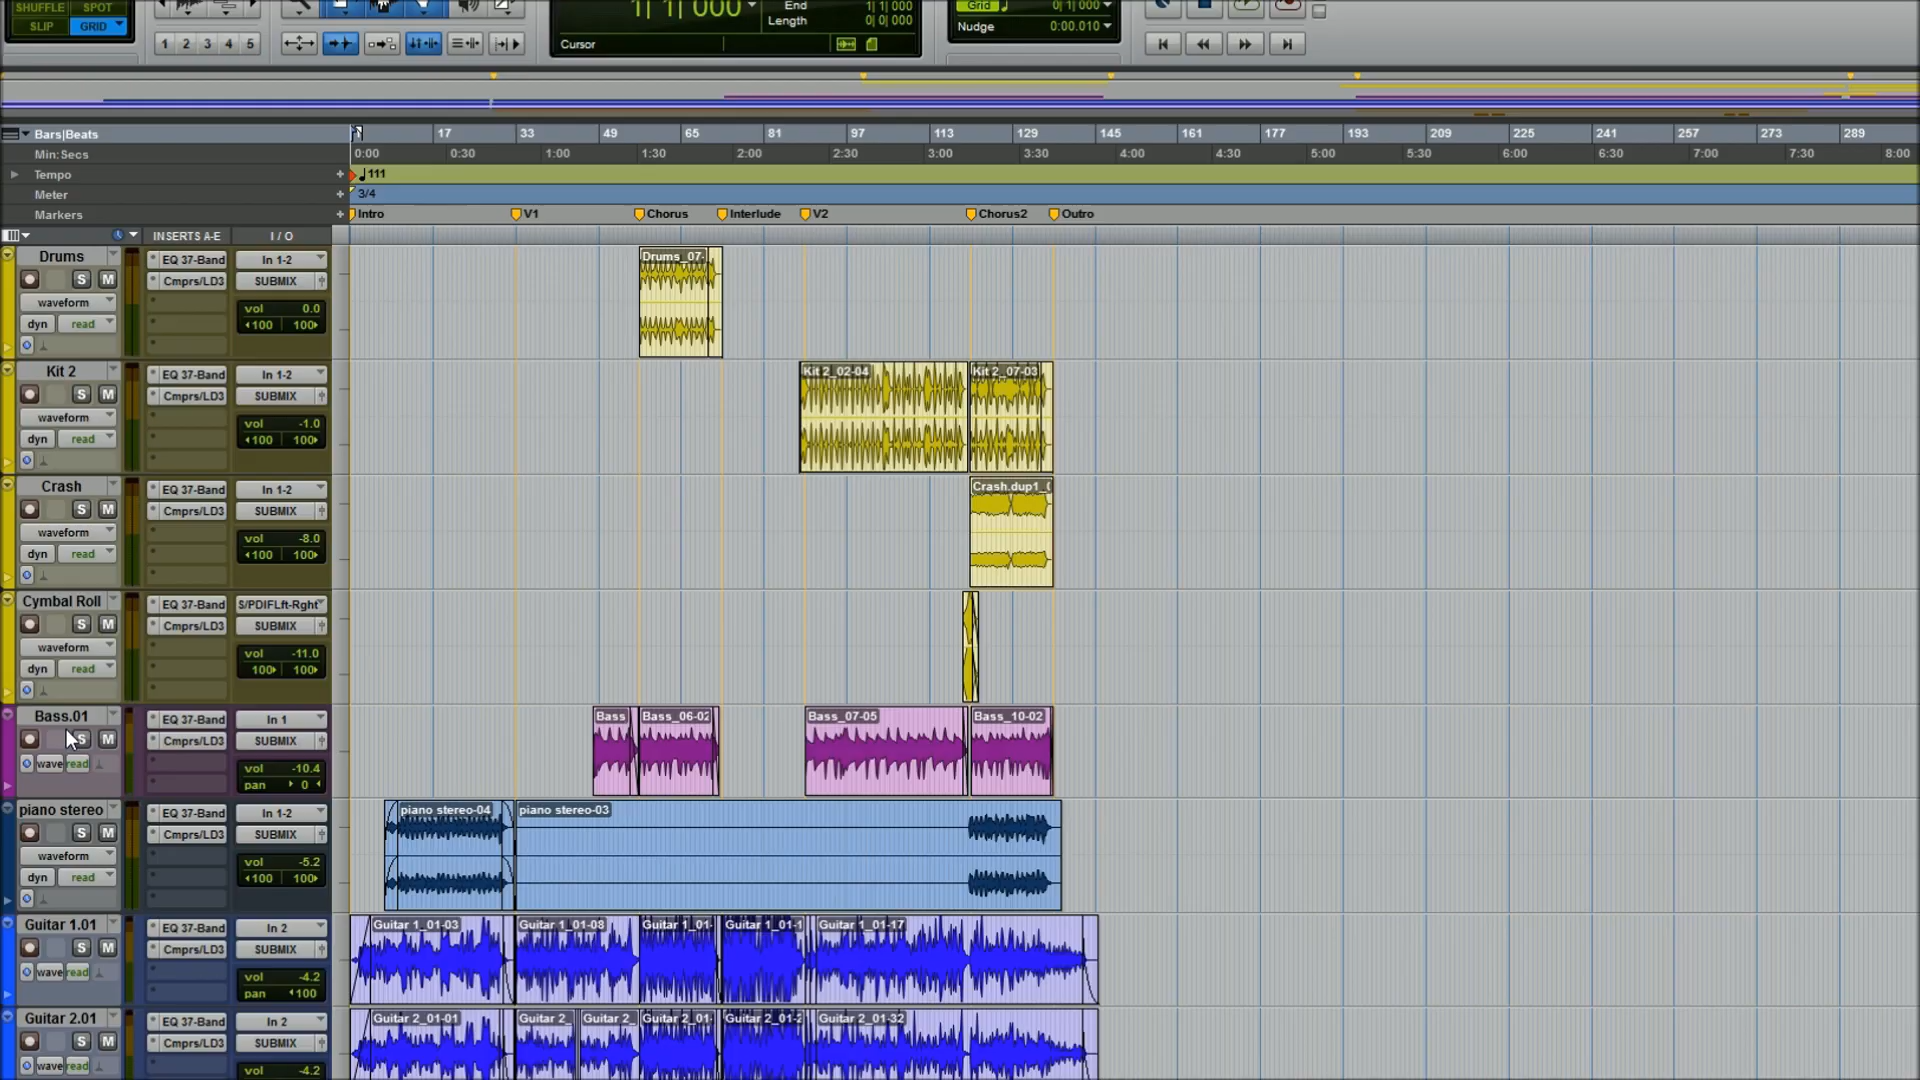 SHUFFLE SPOT
SLIP GRID
1 2 3 4 5
1| 1| 000
End 1| 1| 000
Length 0| 0| 000
Cursor
Grid 0| 1| 000
Nudge 0:00.010
Bars|Beats 17 33 49 65 81 97 113 129 145 161 177 193 209 225 241 257 273 289
Min:Secs 0:00 0:30 1:00 1:30 2:00 2:30 3:00 3:30 4:00 4:30 5:00 5:30 6:00 6:30 7:00 7:30 8:00
Tempo + 111
Meter + 3/4
Markers + Intro V1 Chorus Interlude V2 Chorus2 Outro
INSERTS A-E I / O
Drums EQ 37-Band In 1-2 Drums_07-
S M Cmprs/LD3 SUBMIX
waveform vol 0.0
dyn read 100 100
Kit 2 EQ 37-Band In 1-2 Kit 2_02-04 Kit 2_07-03
S M Cmprs/LD3 SUBMIX
waveform vol -1.0
dyn read 100 100
Crash EQ 37-Band In 1-2 Crash.dup1_(
S M Cmprs/LD3 SUBMIX
waveform vol -8.0
dyn read 100 100
Cymbal Roll EQ 37-Band S/PDIFLft-Rght
S M Cmprs/LD3 SUBMIX
waveform vol -11.0
dyn read 100 100
Bass.01 EQ 37-Band In 1 Bass Bass_06-02 Bass_07-05 Bass_10-02
S M Cmprs/LD3 SUBMIX
wave read vol -10.4
pan 0
piano stereo EQ 37-Band In 1-2 piano stereo-04 piano stereo-03
S M Cmprs/LD3 SUBMIX
waveform vol -5.2
dyn read 100 100
Guitar 1.01 EQ 37-Band In 2 Guitar 1_01-03 Guitar 1_01-08 Guitar 1_01- Guitar 1_01-1 Guitar 1_01-17
S M Cmprs/LD3 SUBMIX
wave read vol -4.2
pan 100
Guitar 2.01 EQ 37-Band In 2 Guitar 2_01-01 Guitar 2_ Guitar 2_ Guitar 2_01- Guitar 2_01-2 Guitar 2_01-32
S M Cmprs/LD3 SUBMIX
wave read vol -4.2